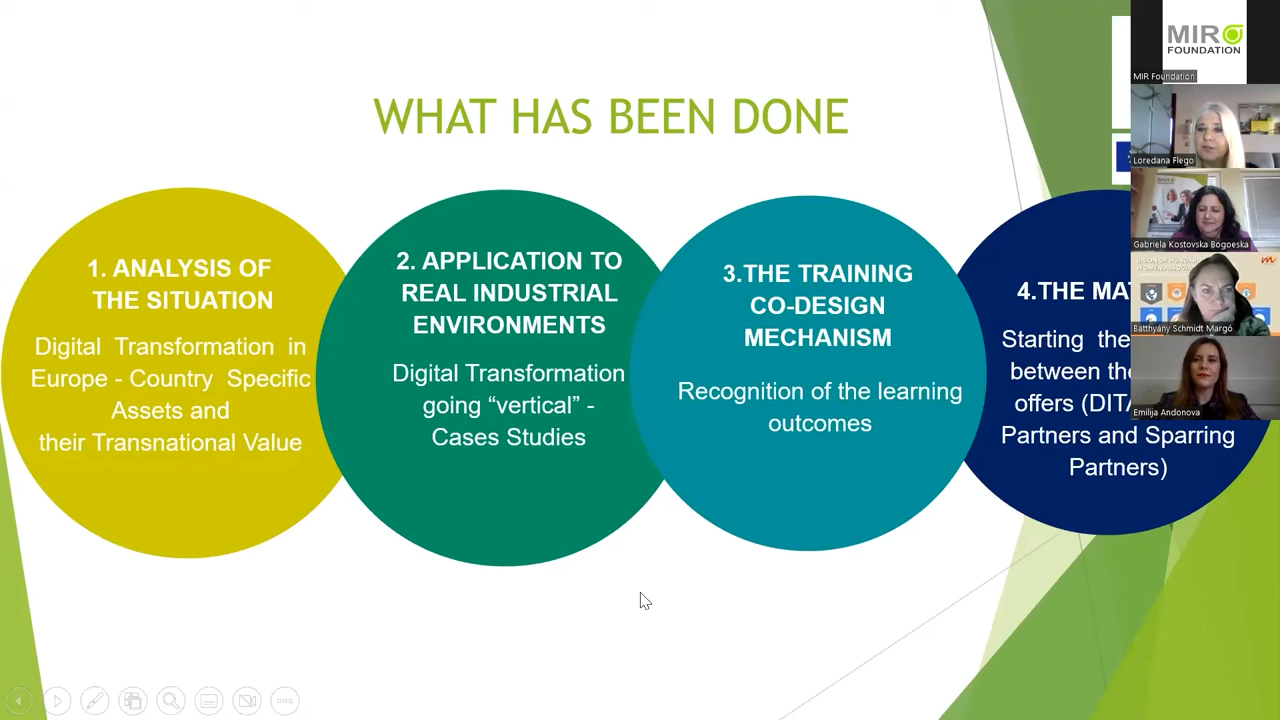 WHAT HAS BEEN DONE
1. ANALYSIS OF
THE SITUATION
Digital Transformation in
Europe - Country Specific
Assets and
their Transnational Value
2. APPLICATION TO
REAL INDUSTRIAL
ENVIRONMENTS
Digital Transformation
going “vertical” -
Cases Studies
3.THE TRAINING
CO-DESIGN
MECHANISM
Recognition of the learning
outcomes
4.THE
Starting the
between
offers
Partners and Sparring
Partners)
MIR
FOUNDATION
MIR Foundation
Loredana Flego
Gabriela Kostovska Bogoeska
UNION OF
WOMEN
Batthyány Schmidt Margó
Emilija Andonova